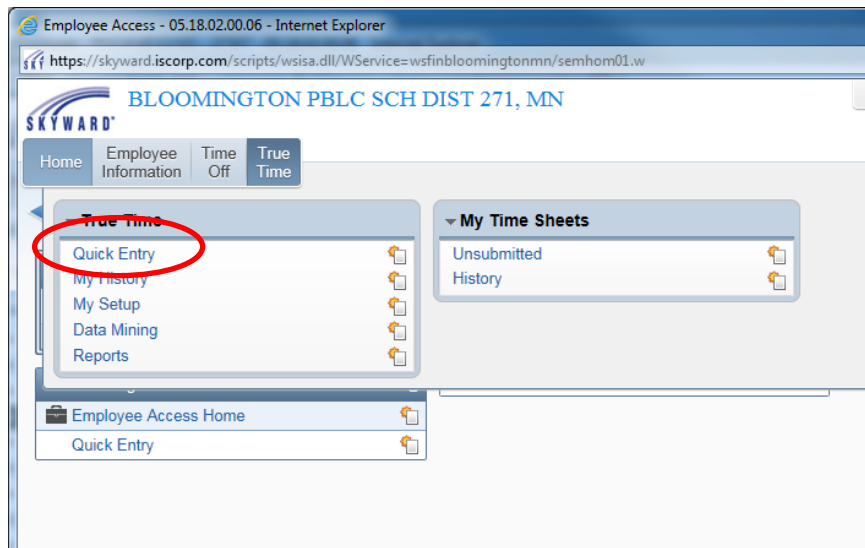 Employee Access - 05.18.02.00.06 - Internet Explorer
https://skyward.iscorp.com/scripts/wsisa.dll/WService=wsfinbloomingtonmn/semhom01.w
SKYWARD
BLOOMINGTON PBLC SCH DIST 271, MN
Home
Employee Information
Time Off
True Time
True Time
Quick Entry
My History
My Setup
Data Mining
Reports
My Time Sheets
Unsubmitted
History
Employee Access Home
Quick Entry